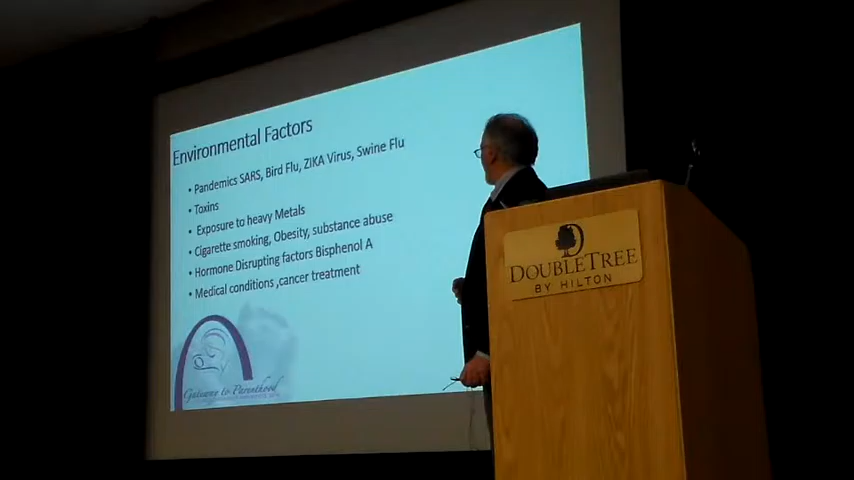 Environmental Factors
• Pandemics SARS, Bird Flu, ZIKA Virus, Swine Flu
• Toxins
• Exposure to heavy Metals
• Cigarette smoking, Obesity, substance abuse
• Hormone Disrupting factors Bisphenol A
• Medical conditions ,cancer treatment
Gateway to Parenthood
D
DOUBLETREE
BY HILTON